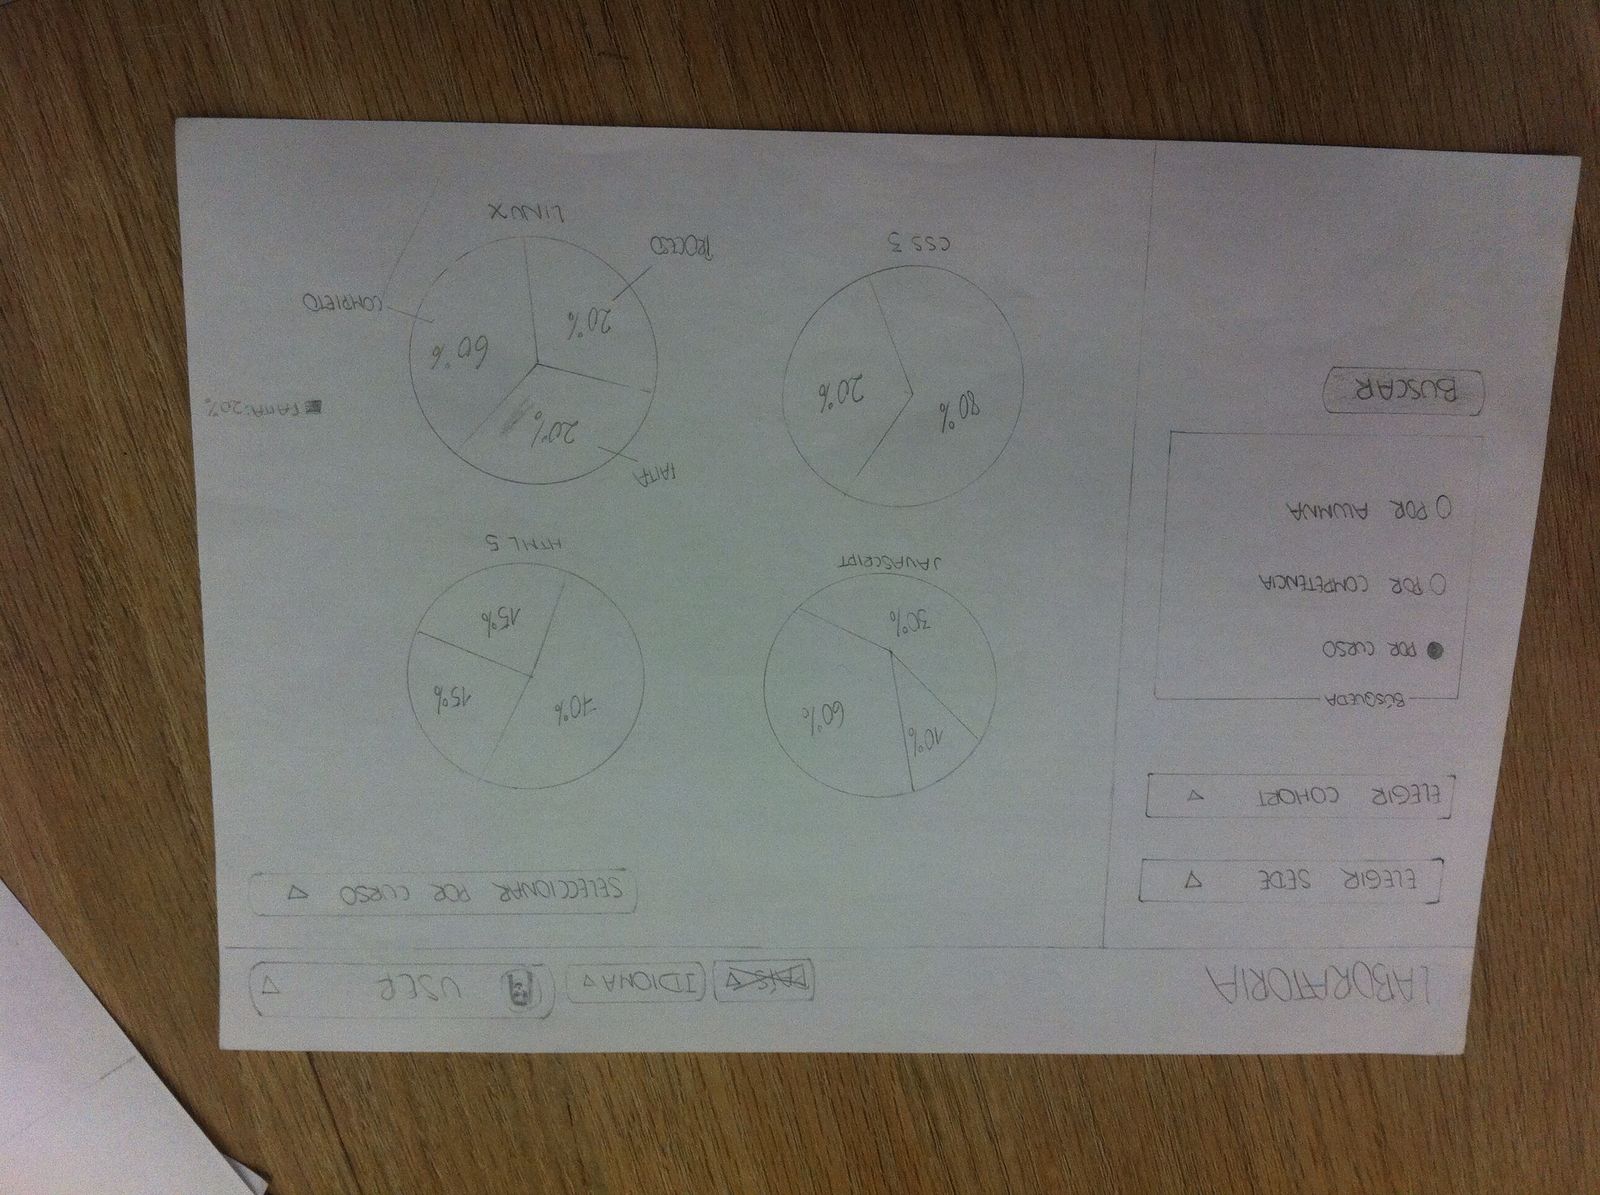 LABORATORIA
PAÍS
IDIOMA
USER
ELEGIR SEDE
ELEGIR COHORT
BÚSQUEDA
POR CURSO
POR COMPETENCIA
POR ALUMNA
BUSCAR
SELECCIONAR POR CURSO
10%
60%
30%
JAVASCRIPT
70%
15%
15%
HTML 5
80%
20%
CSS 3
FALTA
20%
60%
20%
COMPLETO
PROCESO
LINUX
FALTA: 20%